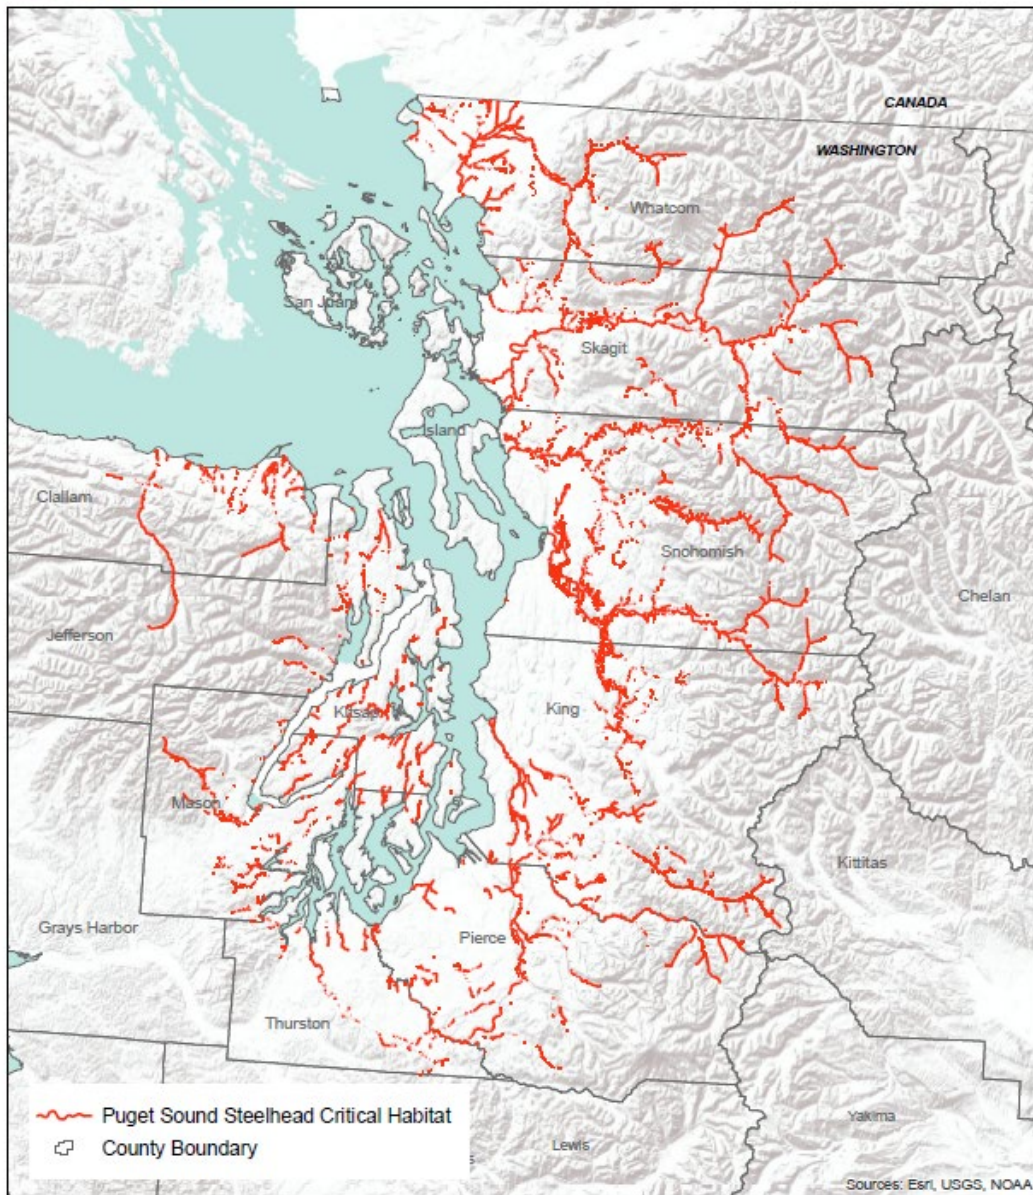 CANADA
WASHINGTON
Whatcom
San Juan
Skagit
Island
Clallam
Snohomish
Chelan
Jefferson
King
Kitsap
Mason
Kittitas
Grays Harbor
Pierce
Thurston
Puget Sound Steelhead Critical Habitat
County Boundary
Lewis
Yakima
Sources: Esri, USGS, NOAA